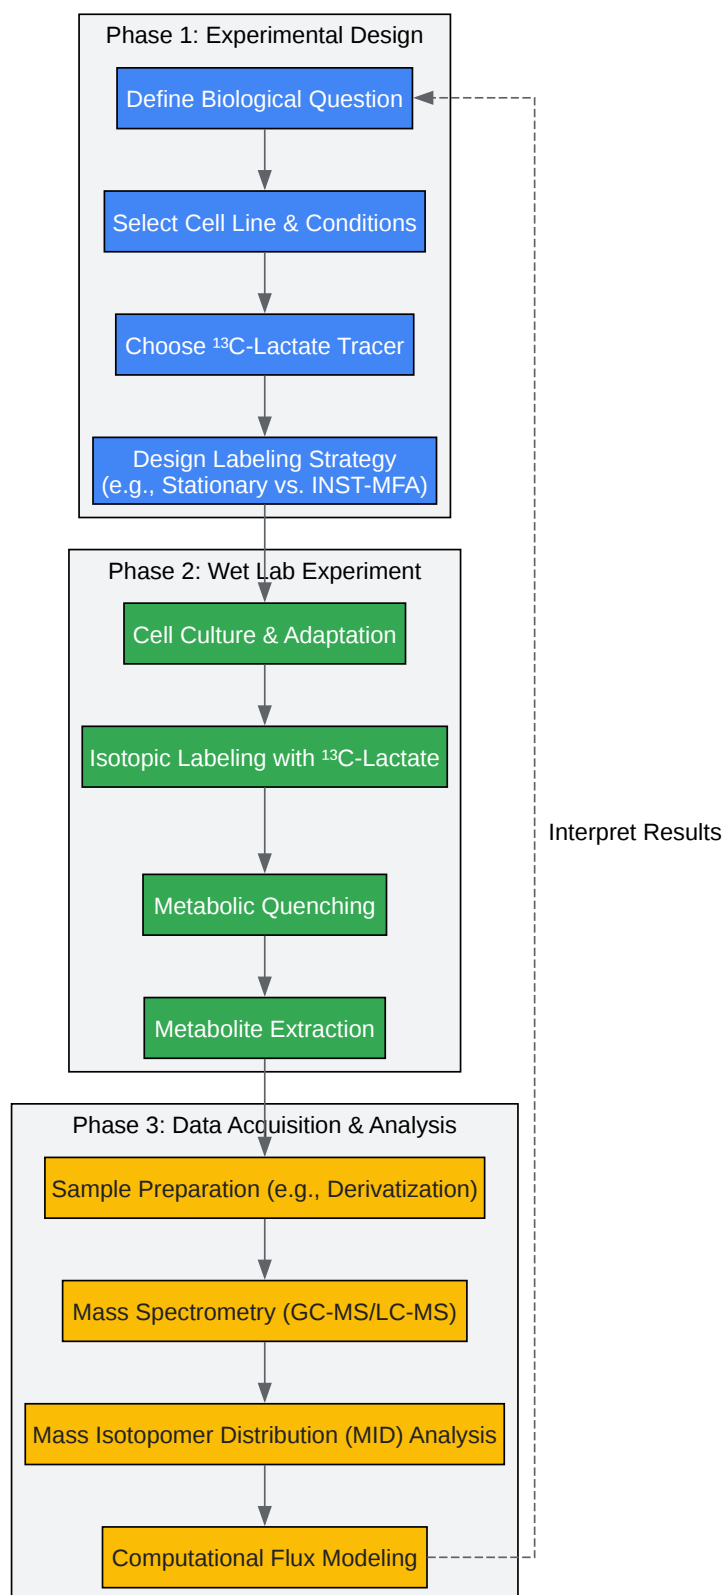 Phase 1: Experimental Design
Define Biological Question
Select Cell Line & Conditions
Choose ¹³C-Lactate Tracer
Design Labeling Strategy
(e.g., Stationary vs. INST-MFA)
Phase 2: Wet Lab Experiment
Cell Culture & Adaptation
Isotopic Labeling with ¹³C-Lactate
Interpret Results
Metabolic Quenching
Metabolite Extraction
Phase 3: Data Acquisition & Analysis
Sample Preparation (e.g., Derivatization)
Mass Spectrometry (GC-MS/LC-MS)
Mass Isotopomer Distribution (MID) Analysis
Computational Flux Modeling